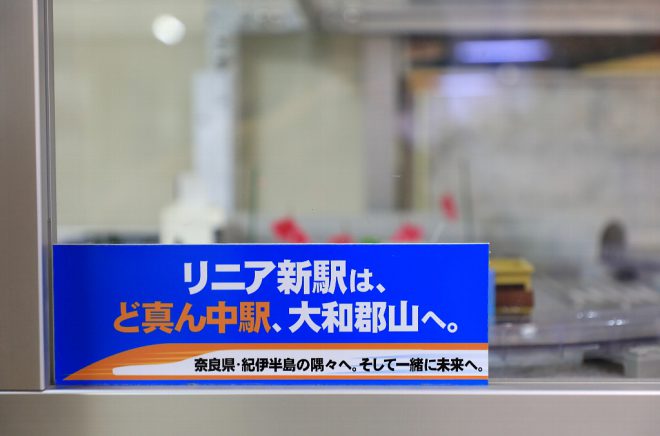 リニア新駅は、
ど真ん中駅、大和郡山へ。
奈良県・紀伊半島の隅々へ。そして一緒に未来へ。